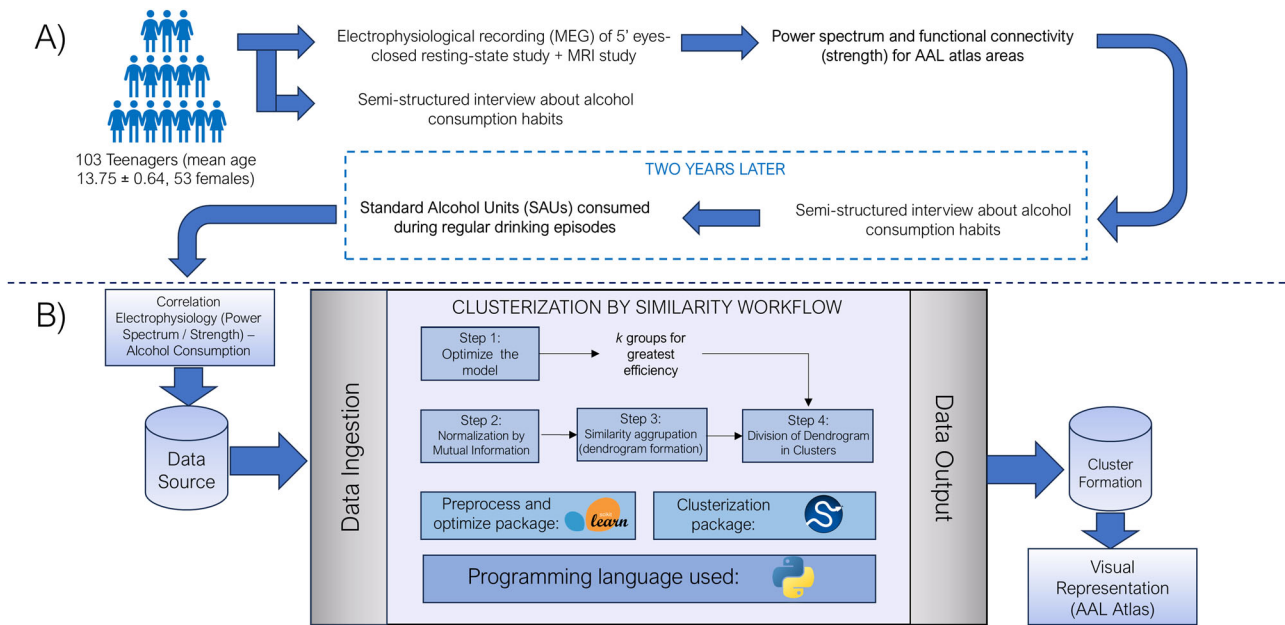 A)
Electrophysiological recording (MEG) of 5' eyes-
closed resting-state study + MRI study
Power spectrum and functional connectivity
(strength) for AAL atlas areas
Semi-structured interview about alcohol
consumption habits
103 Teenagers (mean age
13.75 ± 0.64, 53 females)
TWO YEARS LATER
Standard Alcohol Units (SAUs) consumed
during regular drinking episodes
Semi-structured interview about alcohol
consumption habits
B)
Correlation
Electrophysiology (Power
Spectrum / Strength) –
Alcohol Consumption
Data
Source
Data Ingestion
CLUSTERIZATION BY SIMILARITY WORKFLOW
Step 1:
Optimize the
model
k groups for
greatest
efficiency
Step 2:
Normalization by
Mutual Information
Step 3:
Similarity aggrupation
(dendrogram formation)
Step 4:
Division of Dendrogram
in Clusters
Preprocess and
optimize package:
scikit
learn
Clusterization
package:
Programming language used:
Data Output
Cluster
Formation
Visual
Representation
(AAL Atlas)